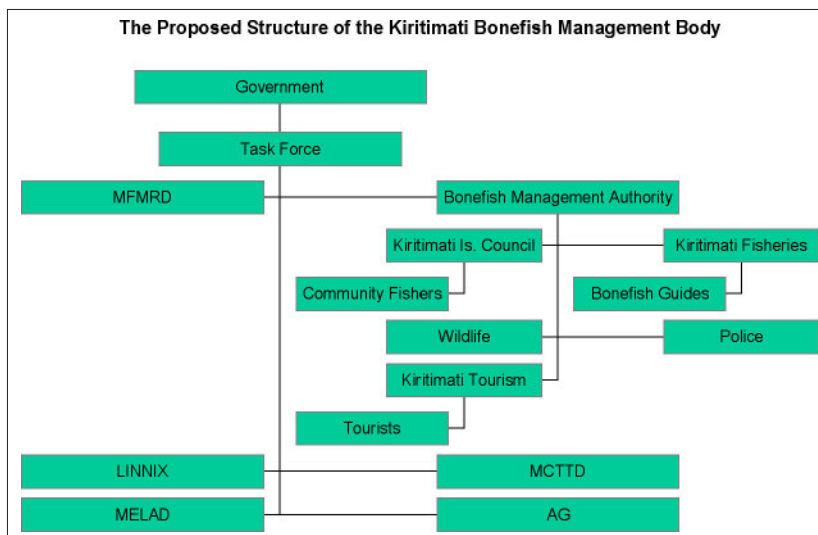 The Proposed Structure of the Kiritimati Bonefish Management Body
Government
Task Force
MFMRD
Bonefish Management Authority
Kiritimati Is. Council
Kiritimati Fisheries
Community Fishers
Bonefish Guides
Wildlife
Police
Kiritimati Tourism
Tourists
LINNIX
MCTTD
MELAD
AG